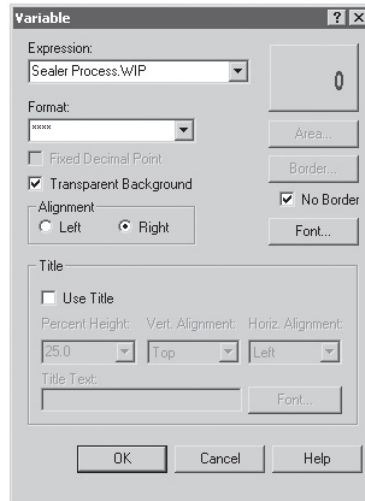 Variable
Expression:
Sealer Process.WIP
0
Format:
****
Area...
Fixed Decimal Point
Border...
Transparent Background
No Border
Alignment
Left
Right
Font...
Title
Use Title
Percent Height:
Vert. Alignment:
Horiz. Alignment:
25.0
Top
Left
Title Text:
Font...
OK
Cancel
Help